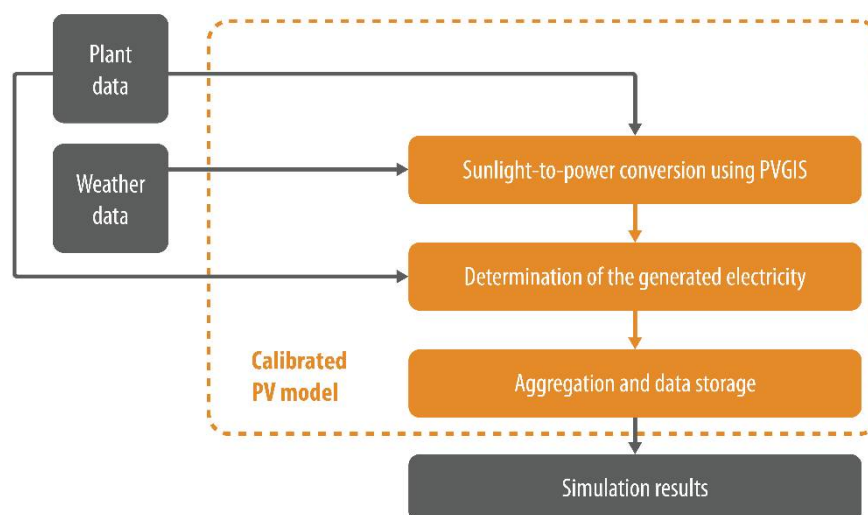 Plant
data
Sunlight-to-power conversion using PVGIS
Weather
data
Determination of the generated electricity
Calibrated
PV model
Aggregation and data storage
Simulation results